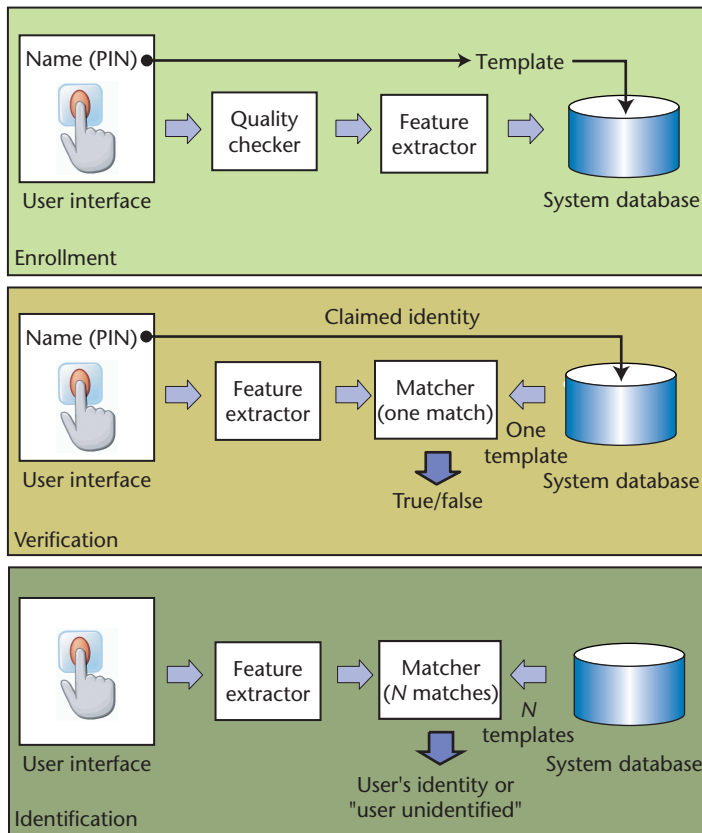 Name (PIN)
Template
Quality
checker
Feature
extractor
User interface
System database
Enrollment
Name (PIN)
Claimed identity
Feature
extractor
Matcher
(one match)
One
template
User interface
System database
True/false
Verification
Feature
extractor
Matcher
(N matches)
N
templates
User interface
System database
User's identity or
"user unidentified"
Identification